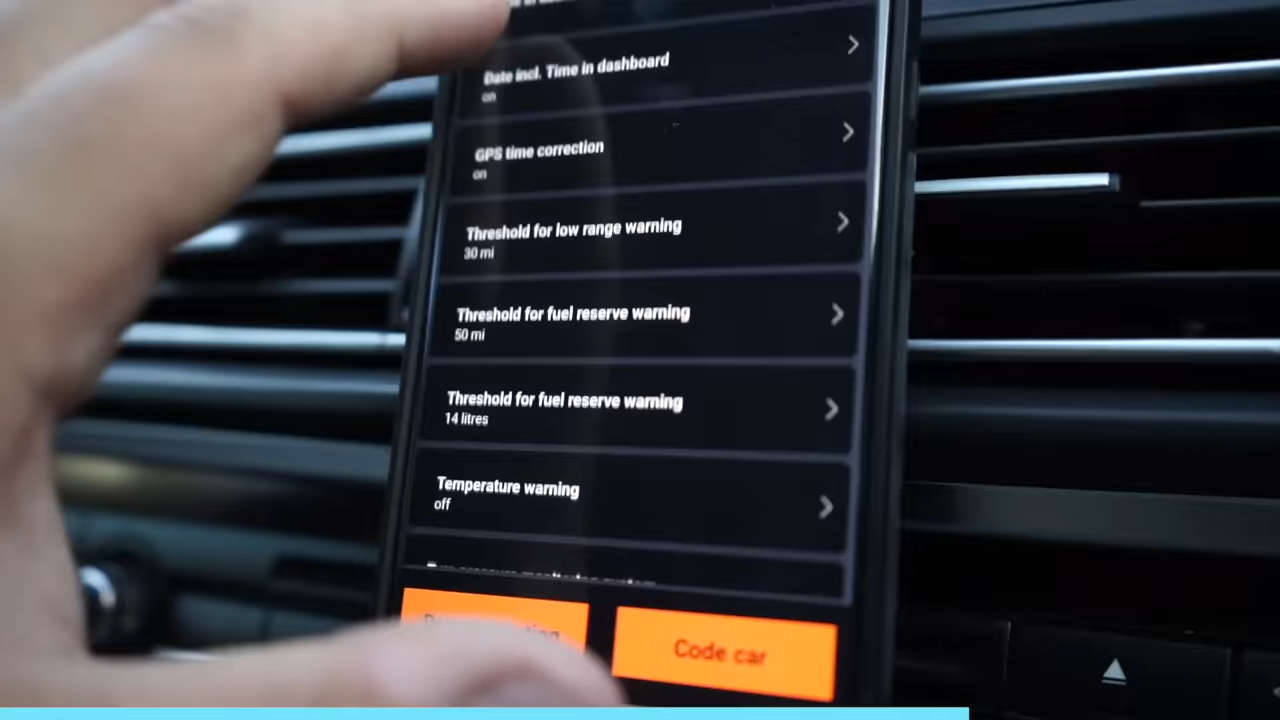 Date incl. Time in dashboard
on
GPS time correction
on
Threshold for low range warning
30 mi
Threshold for fuel reserve warning
50 mi
Threshold for fuel reserve warning
14 litres
Temperature warning
off
Code car